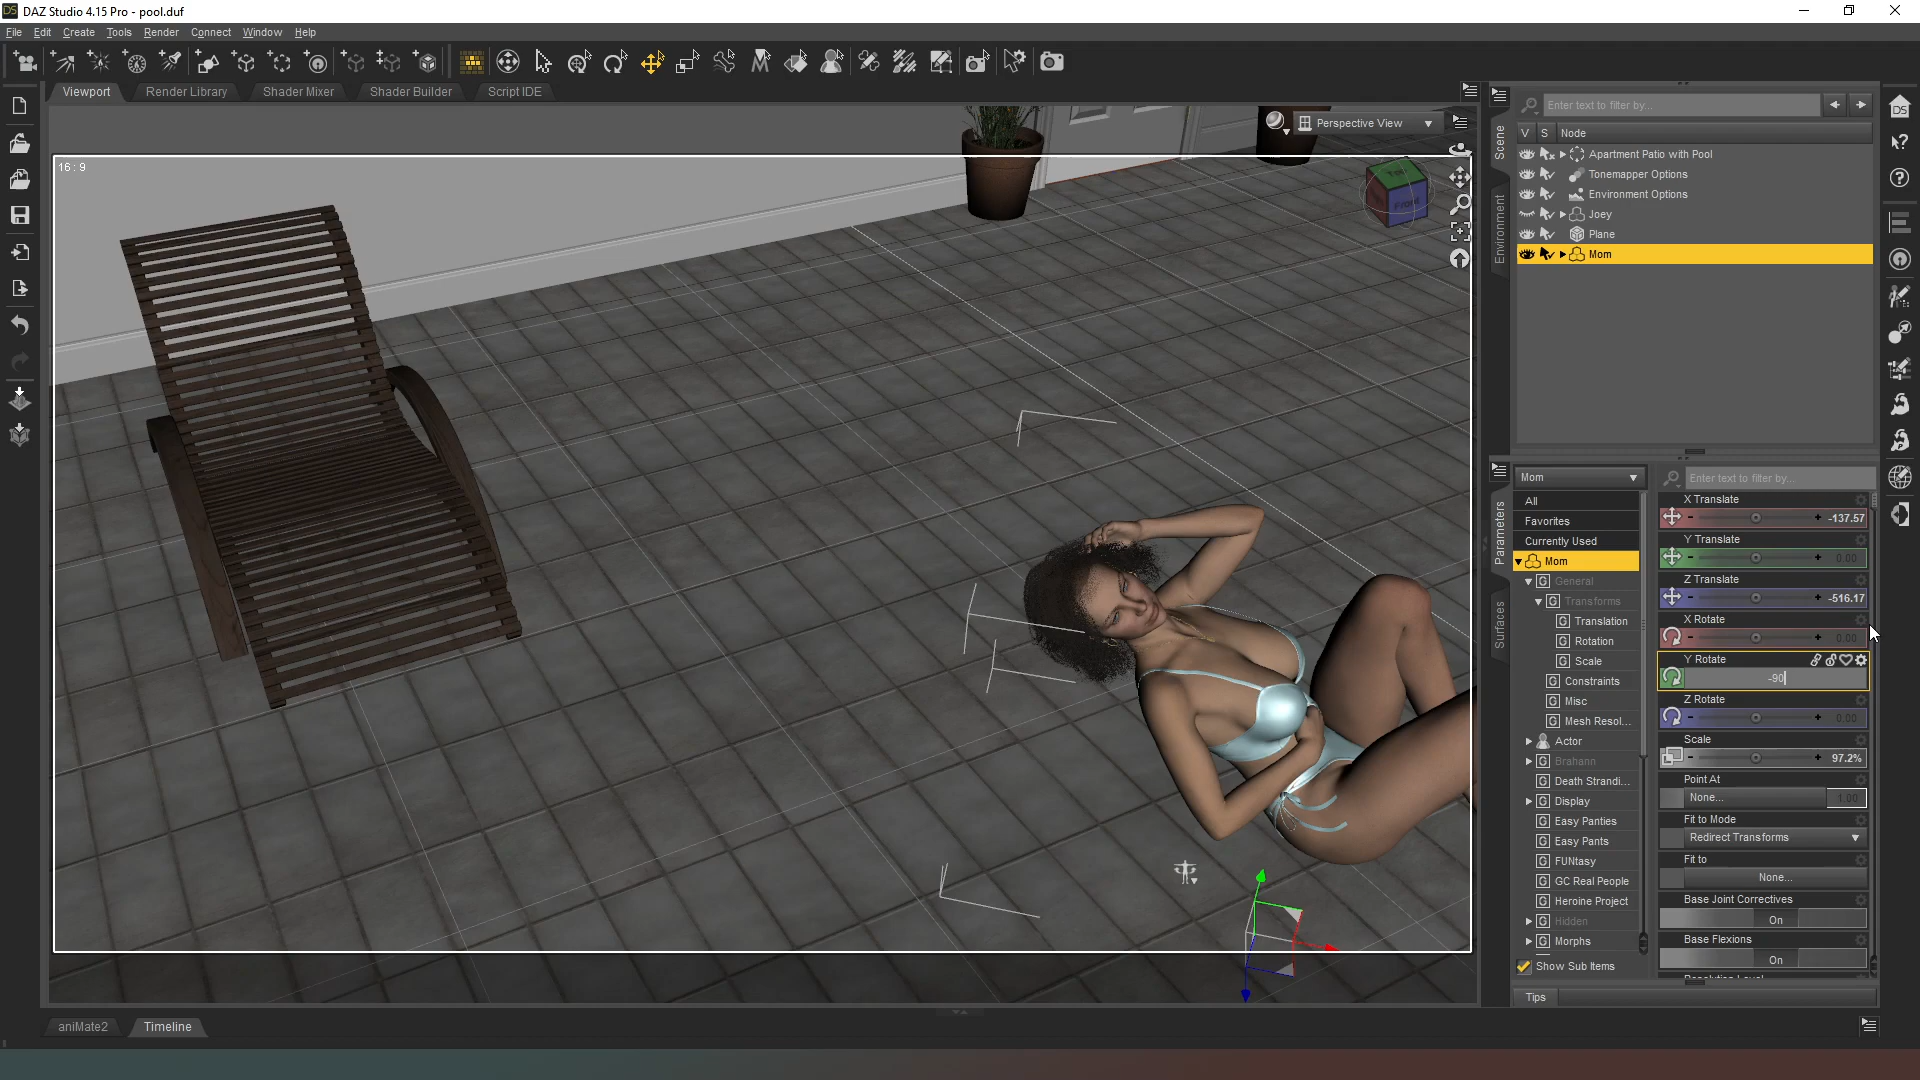 DAZ Studio 4.15 Pro - pool.duf
File Edit Create Tools Render Connect Window Help
Viewport Render Library Shader Mixer Shader Builder Script IDE
Perspective View
16 : 9
Front
Scene
Environment
Enter text to filter by...
V S Node
Apartment Patio with Pool
Tonemapper Options
Environment Options
Joey
Plane
Mom
Parameters
Surfaces
Mom
All
Favorites
Currently Used
Mom
General
Transforms
Translation
Rotation
Scale
Constraints
Misc
Mesh Resol...
Actor
Brahann
Death Strandi...
Display
Easy Panties
Easy Pants
FUNtasy
GC Real People
Heroine Project
Hidden
Morphs
Show Sub Items
Enter text to filter by...
X Translate
-137.57
Y Translate
0.00
Z Translate
-516.17
X Rotate
0.00
Y Rotate
-90
Z Rotate
0.00
Scale
97.2%
Point At
None... 1.00
Fit to Mode
Redirect Transforms
Fit to
None...
Base Joint Correctives
On
Base Flexions
On
Tips
aniMate2 Timeline